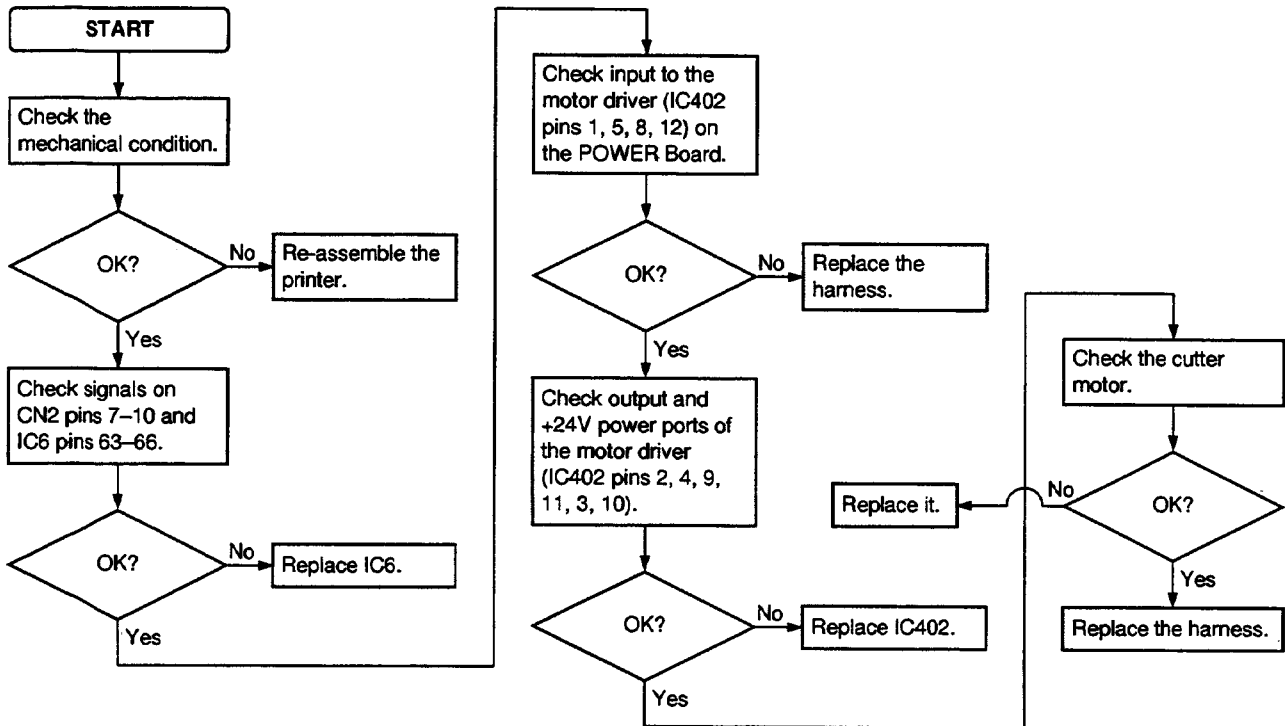 START
Check the
mechanical condition.
OK?
No
Re-assemble the
printer.
Yes
Check signals on
CN2 pins 7–10 and
IC6 pins 63–66.
OK?
No
Replace IC6.
Yes
Check input to the
motor driver (IC402
pins 1, 5, 8, 12) on
the POWER Board.
OK?
No
Replace the
harness.
Yes
Check output and
+24V power ports of
the motor driver
(IC402 pins 2, 4, 9,
11, 3, 10).
OK?
No
Replace IC402.
Yes
Check the cutter
motor.
OK?
No
Replace it.
Yes
Replace the harness.